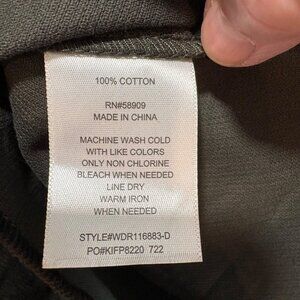 100% COTTON
RN#58909
MADE IN CHINA
MACHINE WASH COLD
WITH LIKE COLORS
ONLY NON CHLORINE
BLEACH WHEN NEEDED
LINE DRY
WARM IRON
WHEN NEEDED
STYLE#WDR116883-D
PO#KIFP8220 722